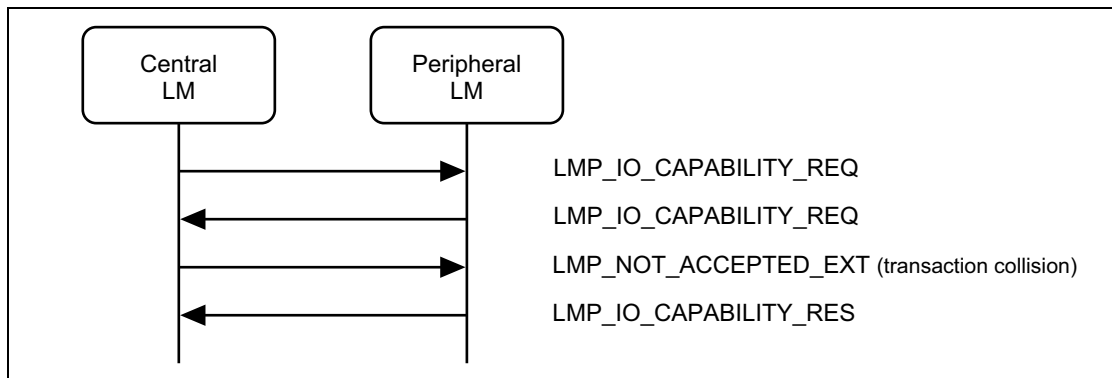 Central
LM
Peripheral
LM
LMP_IO_CAPABILITY_REQ
LMP_IO_CAPABILITY_REQ
LMP_NOT_ACCEPTED_EXT (transaction collision)
LMP_IO_CAPABILITY_RES